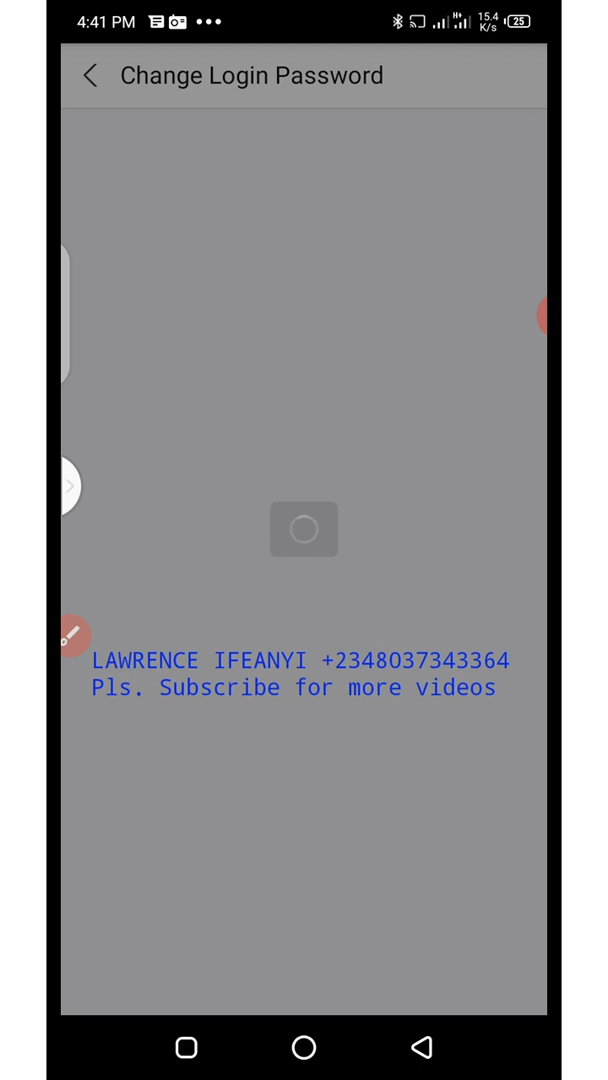 4:41 PM
H+
15.4
K/s
25
Change Login Password
LAWRENCE IFEANYI +2348037343364
Pls. Subscribe for more videos